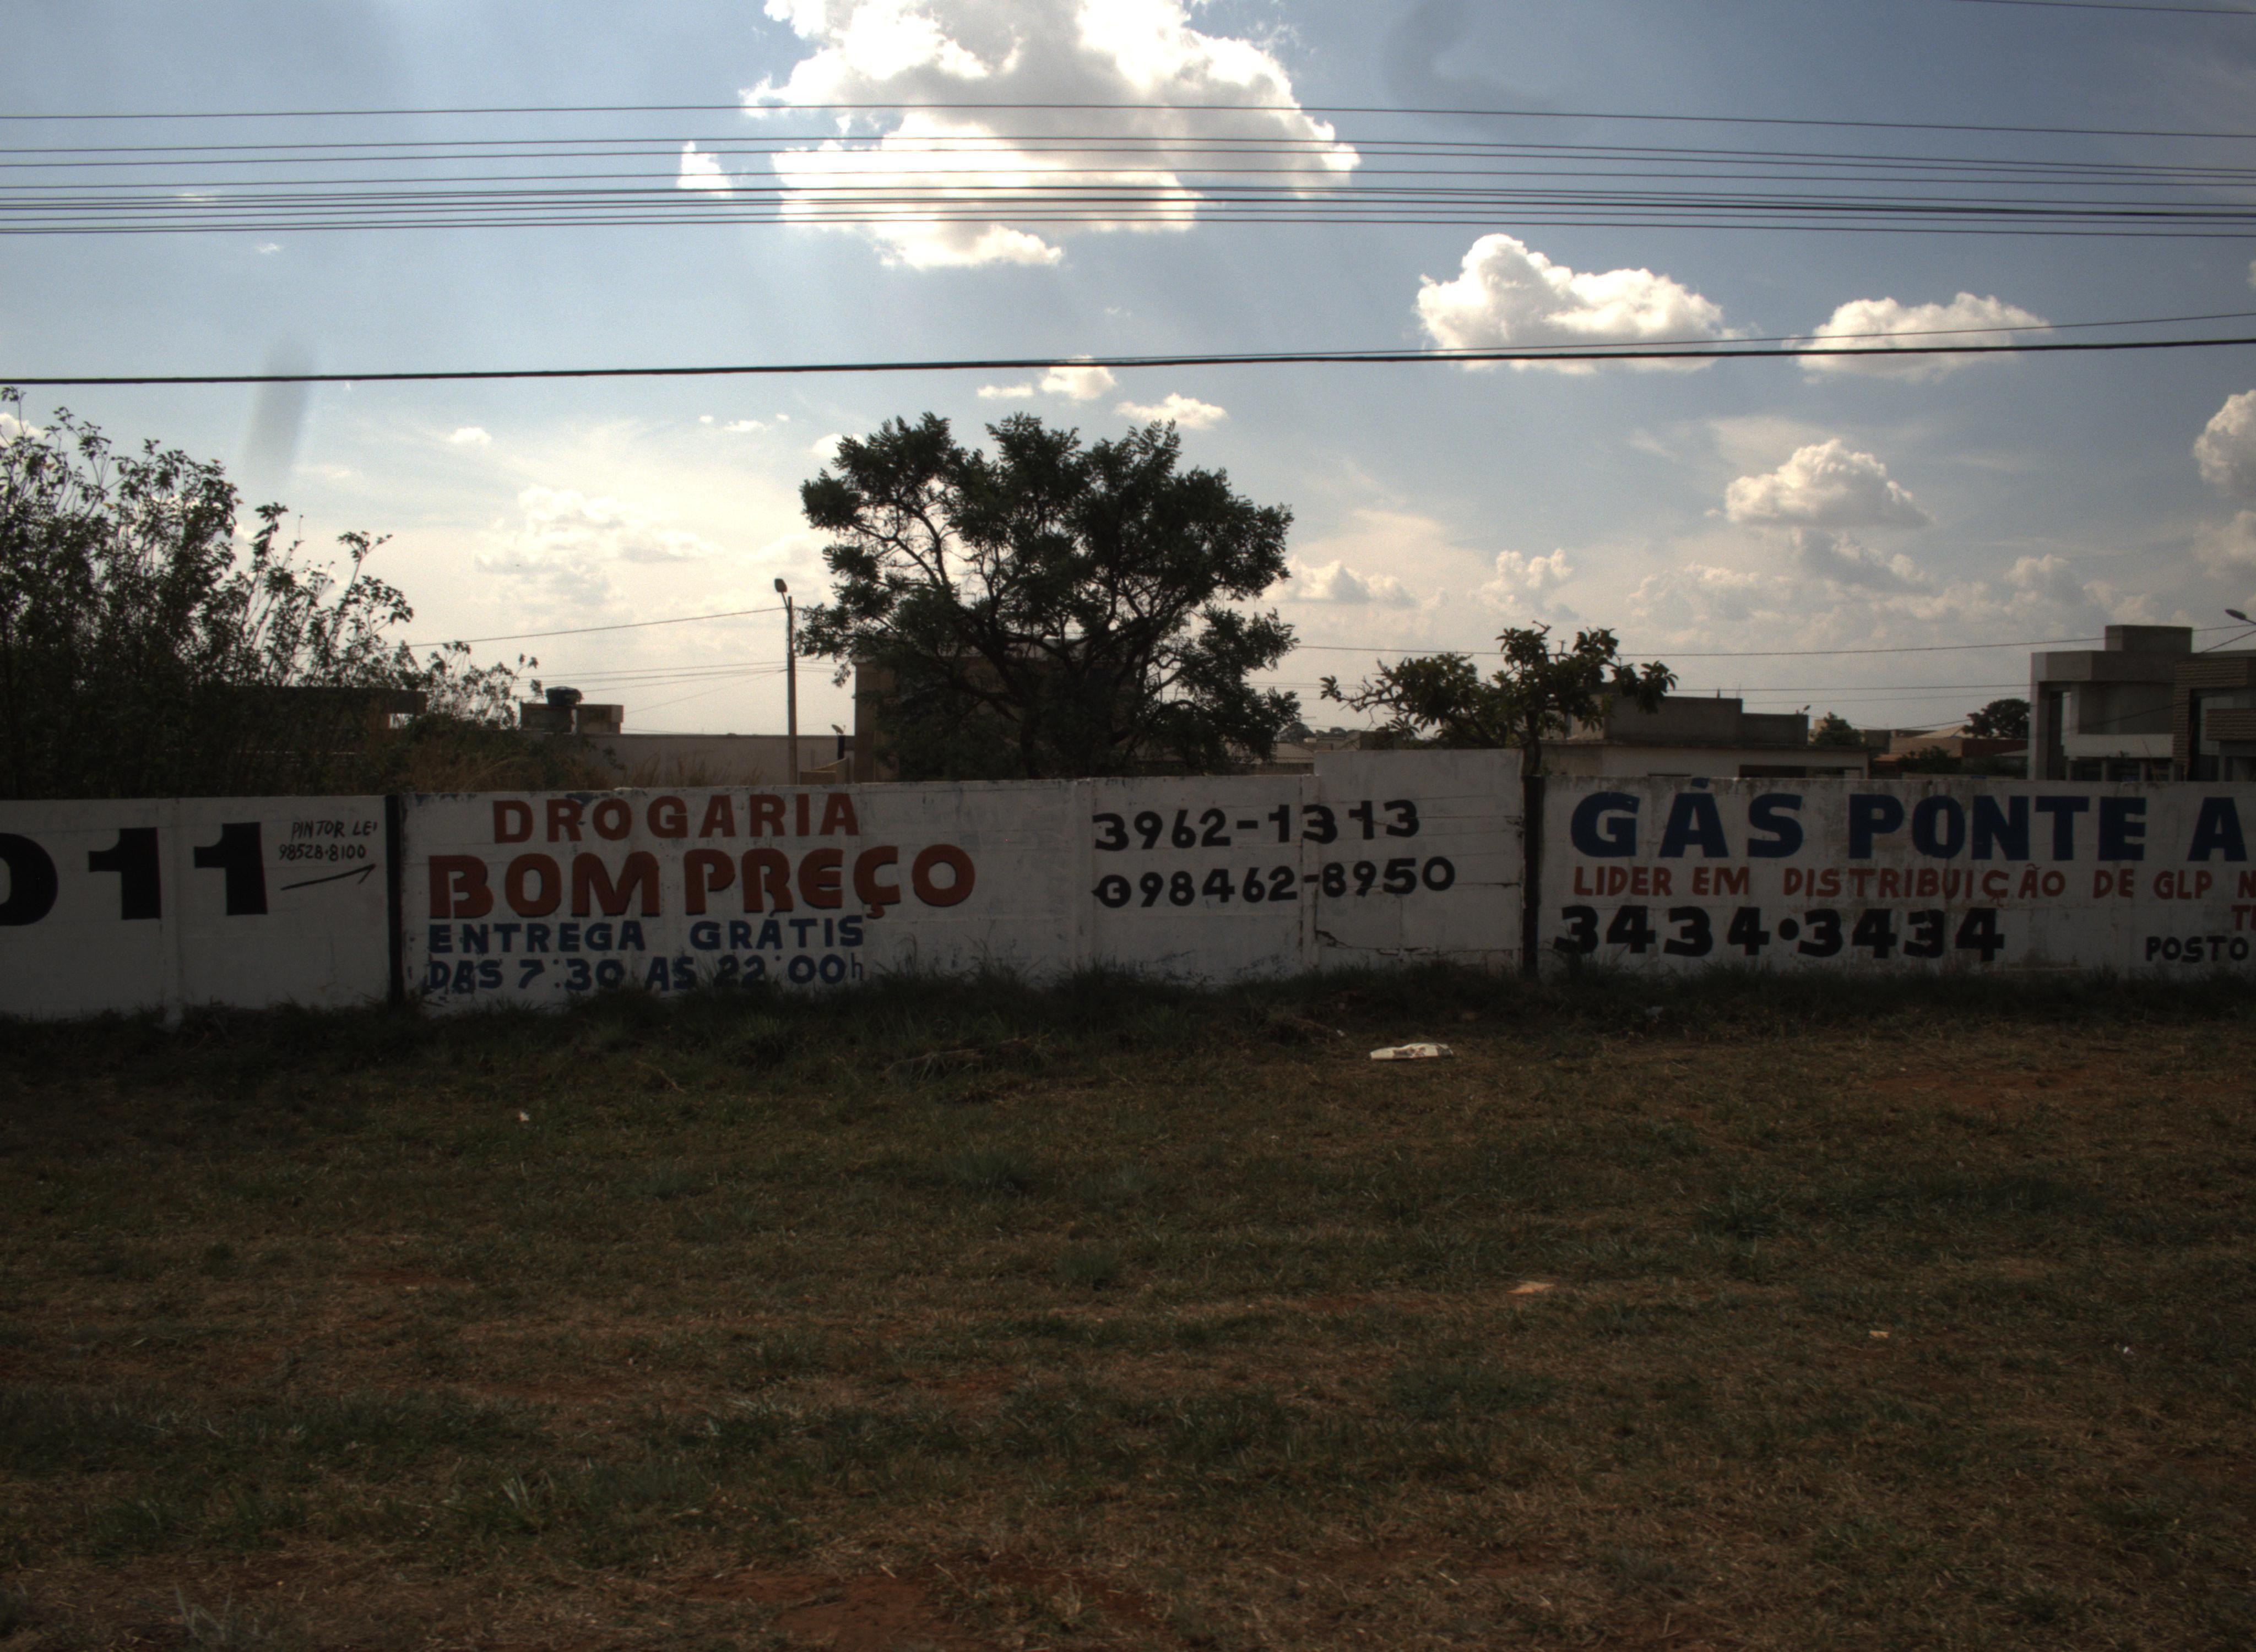 011
PINTOR LEI
98528·8100
DROGARIA
BOM PREÇO
ENTREGA GRÁTIS
DAS 7:30 AS 22:00h
3962-1313
98462-8950
GÁS PONTE A
LIDER EM DISTRIBUIÇÃO DE GLP N
3434•3434
POSTO